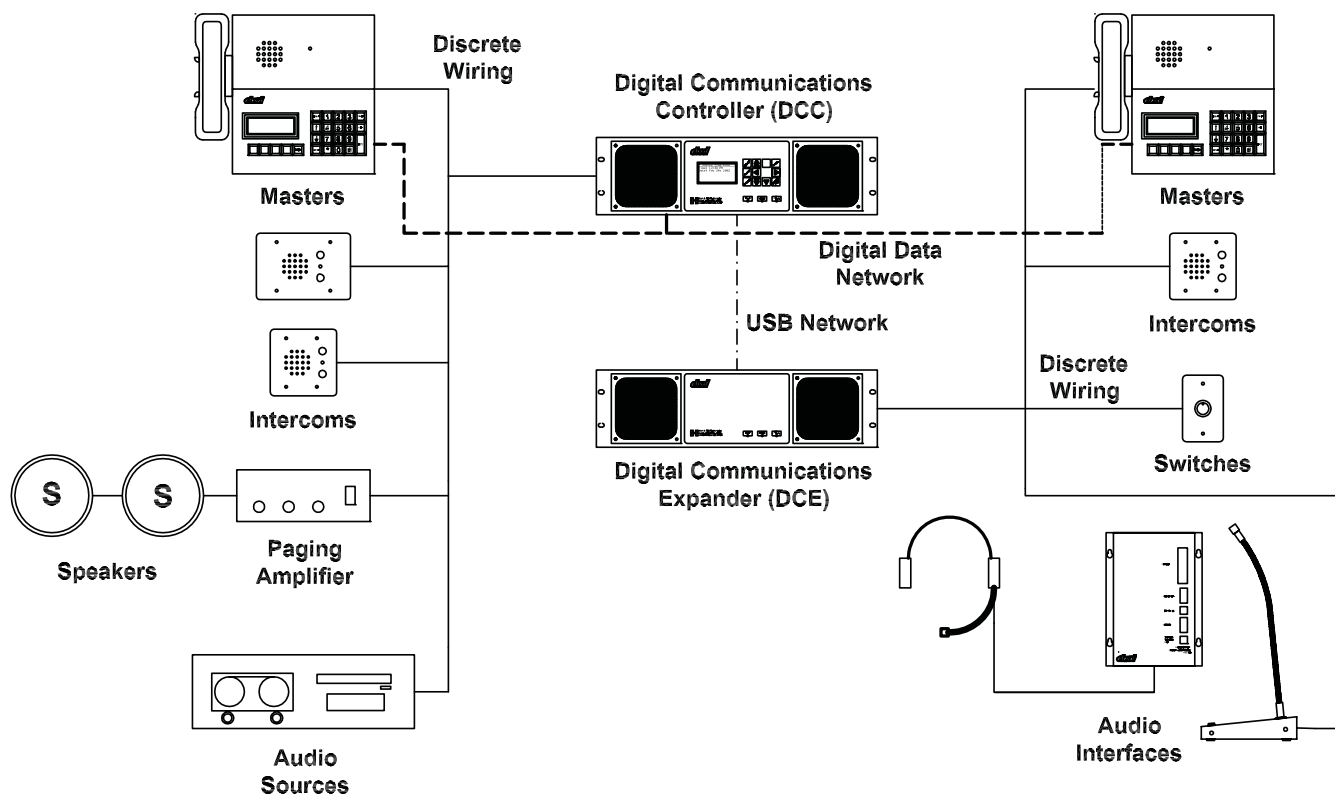 Discrete
Wiring
Digital Communications
Controller (DCC)
Masters
Masters
Digital Data
Network
USB Network
Intercoms
Discrete
Wiring
Intercoms
Switches
Digital Communications
Expander (DCE)
S
S
Speakers
Paging
Amplifier
Audio
Interfaces
Audio
Sources